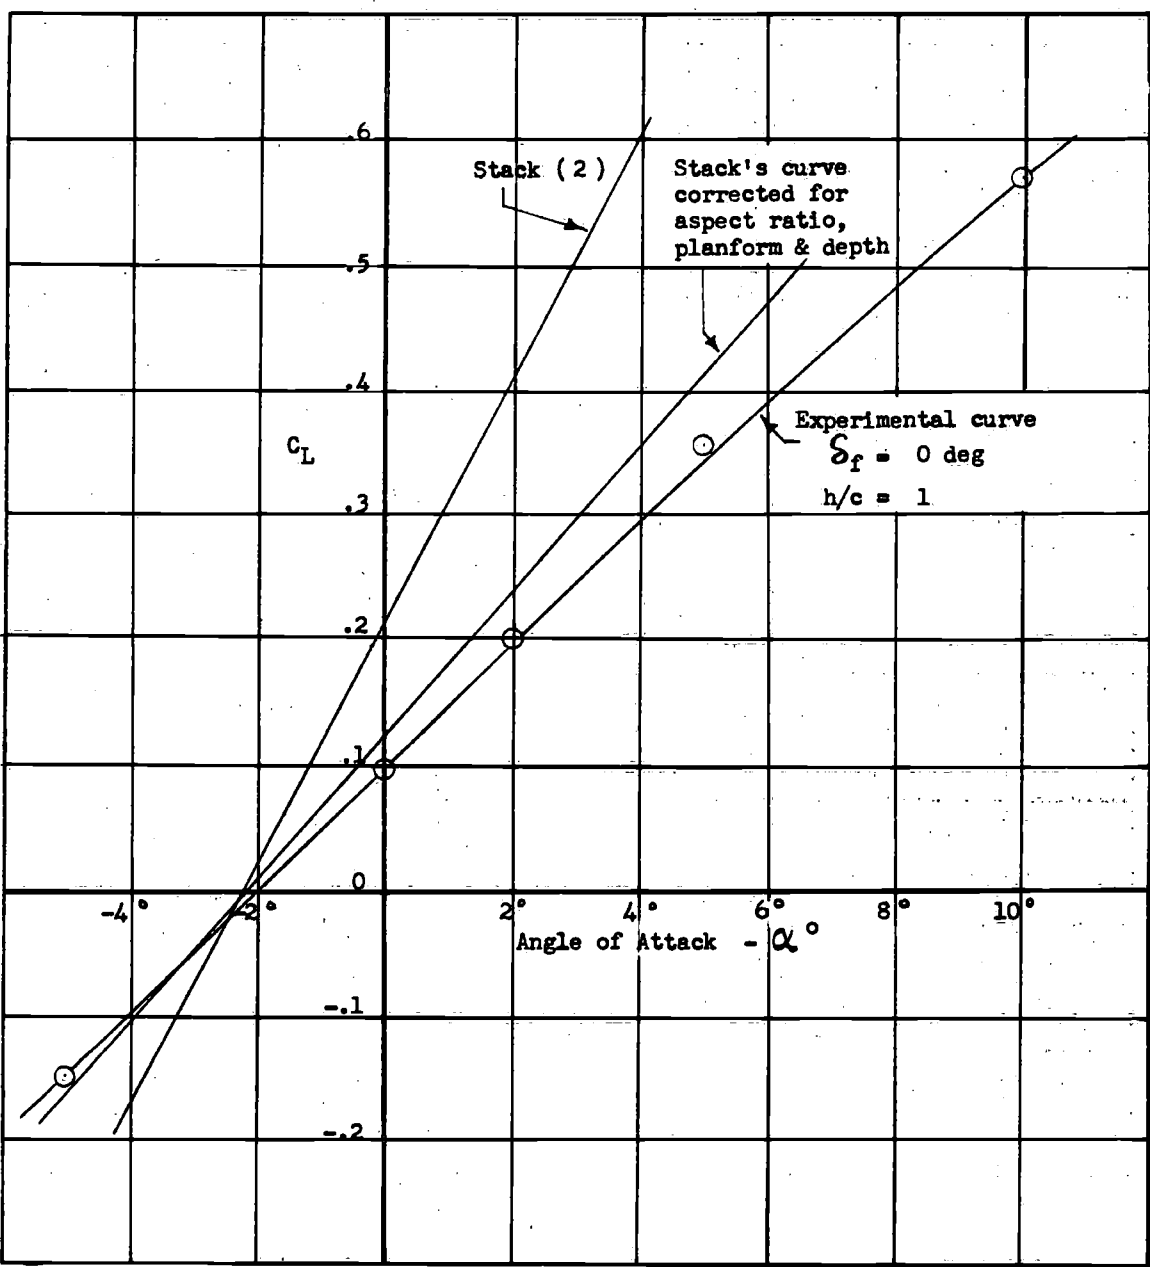 .6
Stack (2)
Stack's curve
corrected for
aspect ratio,
planform & depth
.5
.4
Experimental curve
δf = 0 deg
h/c = 1
CL
.3
.2
.1
0
-4° -2° 2° 4° 6° 8° 10°
Angle of Attack - α°
-.1
-.2